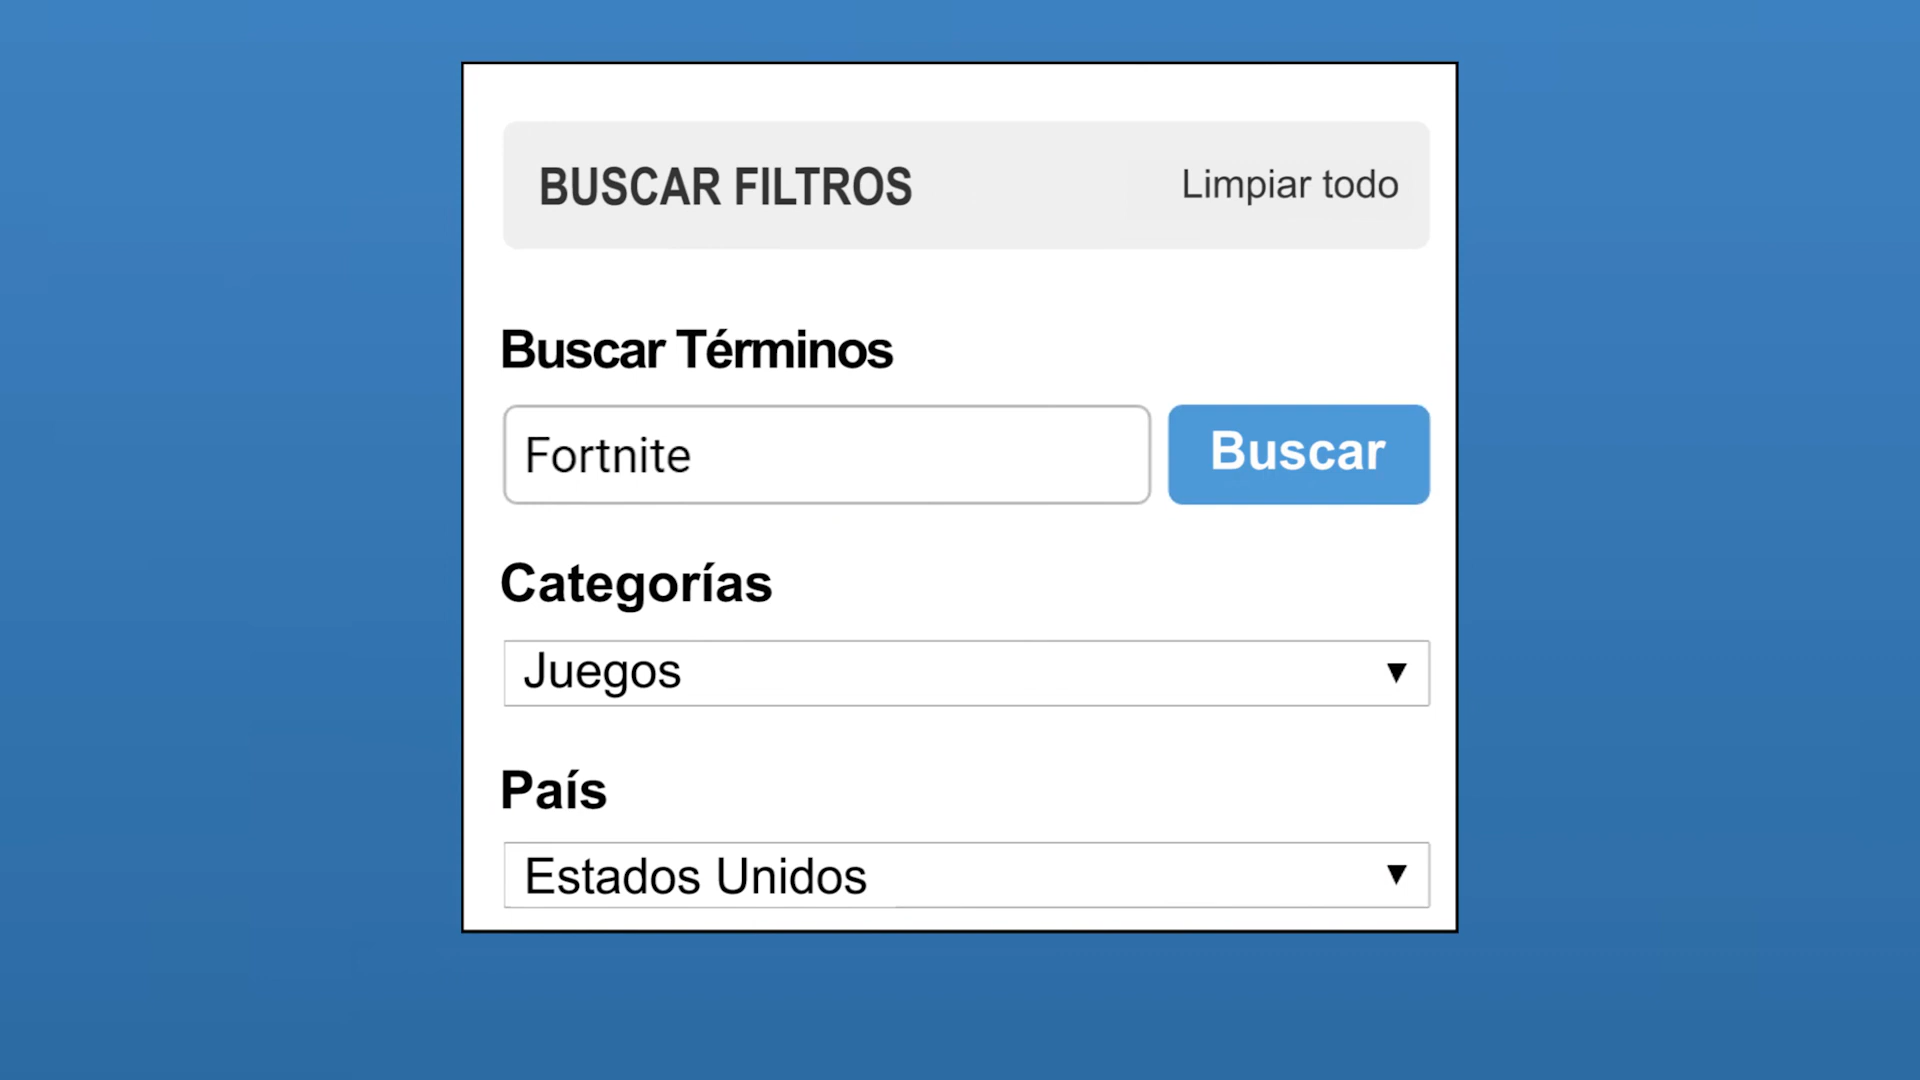 BUSCAR FILTROS
Limpiar todo
Buscar Términos
Fortnite
Buscar
Categorías
Juegos
País
Estados Unidos